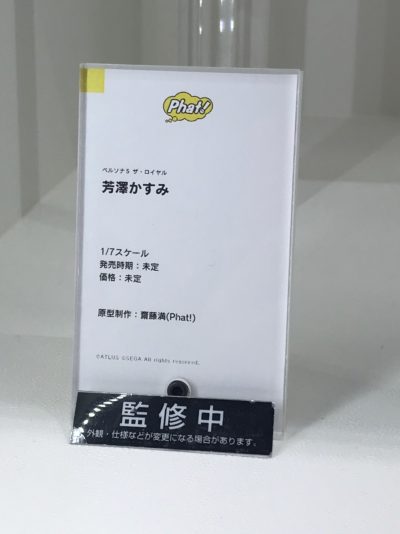 Phat!
ペルソナ5 ザ・ロイヤル
芳澤かすみ
1/7スケール
発売時期：未定
価格：未定
原型制作：齋藤満(Phat!)
©ATLUS ©SEGA All rights reserved.
監修中
外観・仕様などが変更になる場合があります。